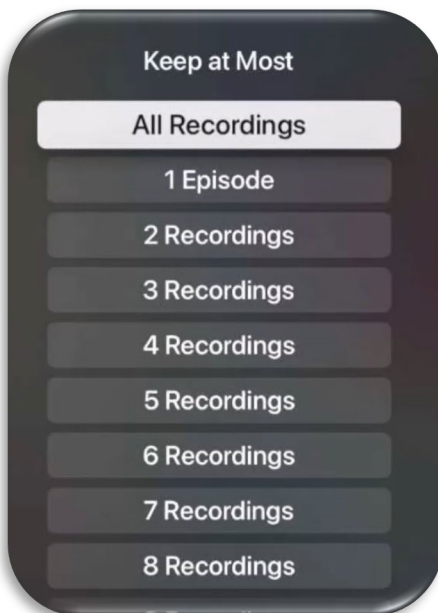 Keep at Most
All Recordings
1 Episode
2 Recordings
3 Recordings
4 Recordings
5 Recordings
6 Recordings
7 Recordings
8 Recordings